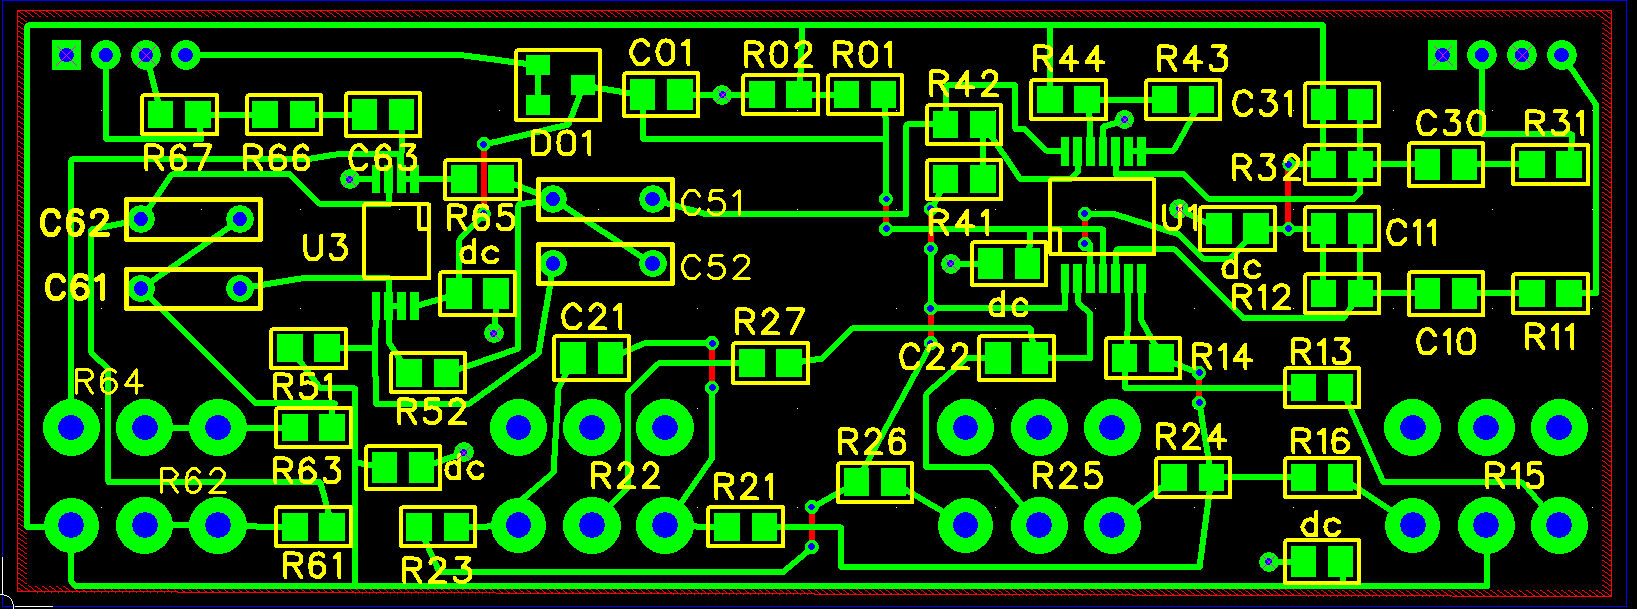 C01
R02
R01
R44
R43
R42
C31
C30
R31
D01
R67
R66
C63
R32
R65
C51
R41
U1
C62
U3
dc
C11
C52
dc
C61
dc
R12
C21
R27
C22
R14
R13
C10
R11
R64
R51
R52
R26
R24
R16
R63
dc
R22
R25
R15
R62
R21
dc
R61
R23